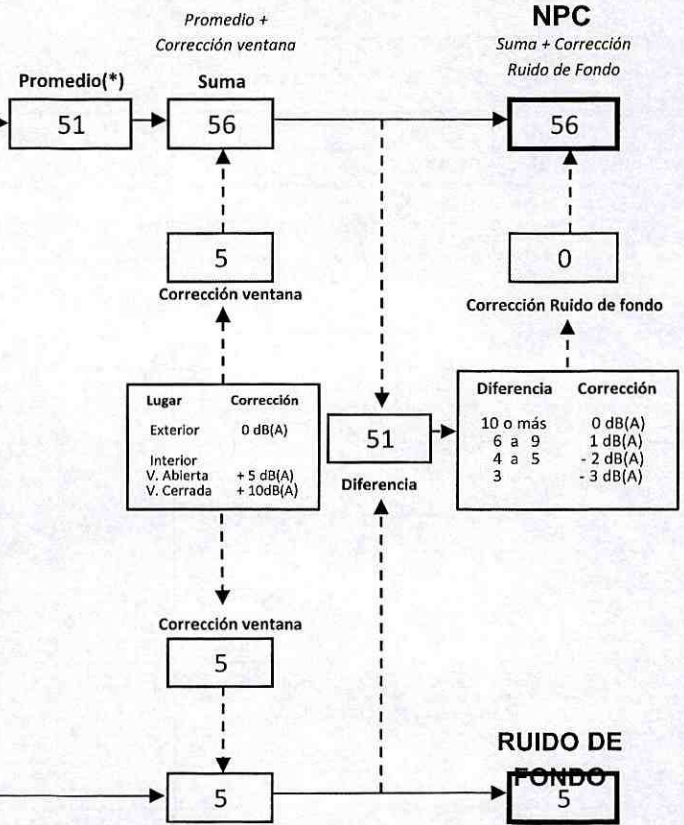 Promedio +
Corrección ventana
NPC
Suma + Corrección
Ruido de Fondo
Promedio(*)
Suma
51
56
56
5
0
Corrección ventana
Corrección Ruido de fondo
Lugar Corrección
Exterior 0 dB(A)
Interior
V. Abierta + 5 dB(A)
V. Cerrada + 10dB(A)
51
Diferencia
Diferencia Corrección
10 o más 0 dB(A)
6 a 9 1 dB(A)
4 a 5 - 2 dB(A)
3 - 3 dB(A)
Corrección ventana
5
RUIDO DE
FONDO
5
5